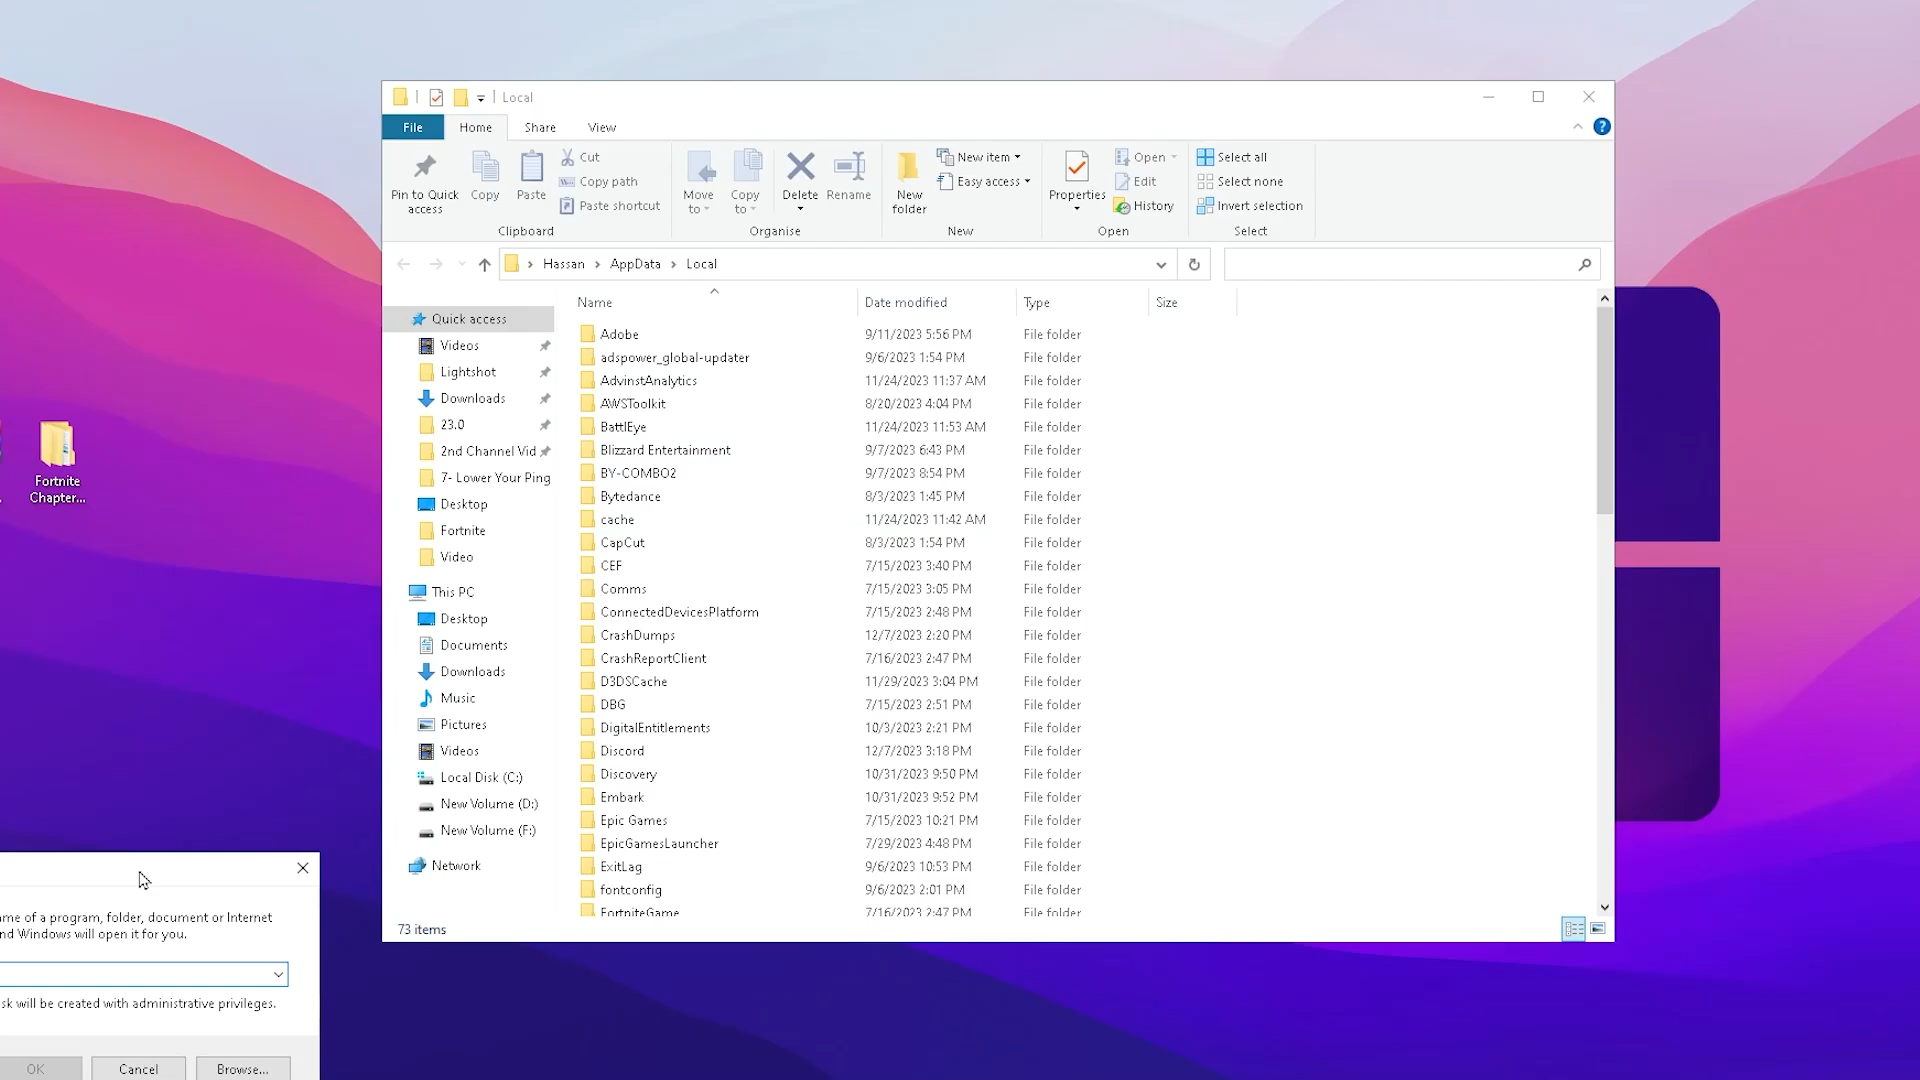 Local
File Home Share View
Pin to Quick access
Copy
Paste
Cut
Copy path
Paste shortcut
Clipboard
Move to
Copy to
Delete
Rename
Organise
New folder
New item
Easy access
New
Properties
Open
Edit
History
Open
Select all
Select none
Invert selection
Select
Hassan > AppData > Local
Quick access
Videos
Lightshot
Downloads
23.0
2nd Channel Vid
7- Lower Your Ping
Desktop
Fortnite
Video
This PC
Desktop
Documents
Downloads
Music
Pictures
Videos
Local Disk (C:)
New Volume (D:)
New Volume (F:)
Network
Name Date modified Type Size
Adobe 9/11/2023 5:56 PM File folder
adspower_global-updater 9/6/2023 1:54 PM File folder
AdvinstAnalytics 11/24/2023 11:37 AM File folder
AWSToolkit 8/20/2023 4:04 PM File folder
BattlEye 11/24/2023 11:53 AM File folder
Blizzard Entertainment 9/7/2023 6:43 PM File folder
BY-COMBO2 9/7/2023 8:54 PM File folder
Bytedance 8/3/2023 1:45 PM File folder
cache 11/24/2023 11:42 AM File folder
CapCut 8/3/2023 1:54 PM File folder
CEF 7/15/2023 3:40 PM File folder
Comms 7/15/2023 3:05 PM File folder
ConnectedDevicesPlatform 7/15/2023 2:48 PM File folder
CrashDumps 12/7/2023 2:20 PM File folder
CrashReportClient 7/16/2023 2:47 PM File folder
D3DSCache 11/29/2023 3:04 PM File folder
DBG 7/15/2023 2:51 PM File folder
DigitalEntitlements 10/3/2023 2:21 PM File folder
Discord 12/7/2023 3:18 PM File folder
Discovery 10/31/2023 9:50 PM File folder
Embark 10/31/2023 9:52 PM File folder
Epic Games 7/15/2023 10:21 PM File folder
EpicGamesLauncher 7/29/2023 4:48 PM File folder
ExitLag 9/6/2023 10:53 PM File folder
fontconfig 9/6/2023 2:01 PM File folder
FortniteGame 7/16/2023 2:47 PM File folder
73 items
Fortnite
Chapter...
ame of a program, folder, document or Internet
nd Windows will open it for you.
sk will be created with administrative privileges.
OK Cancel Browse...